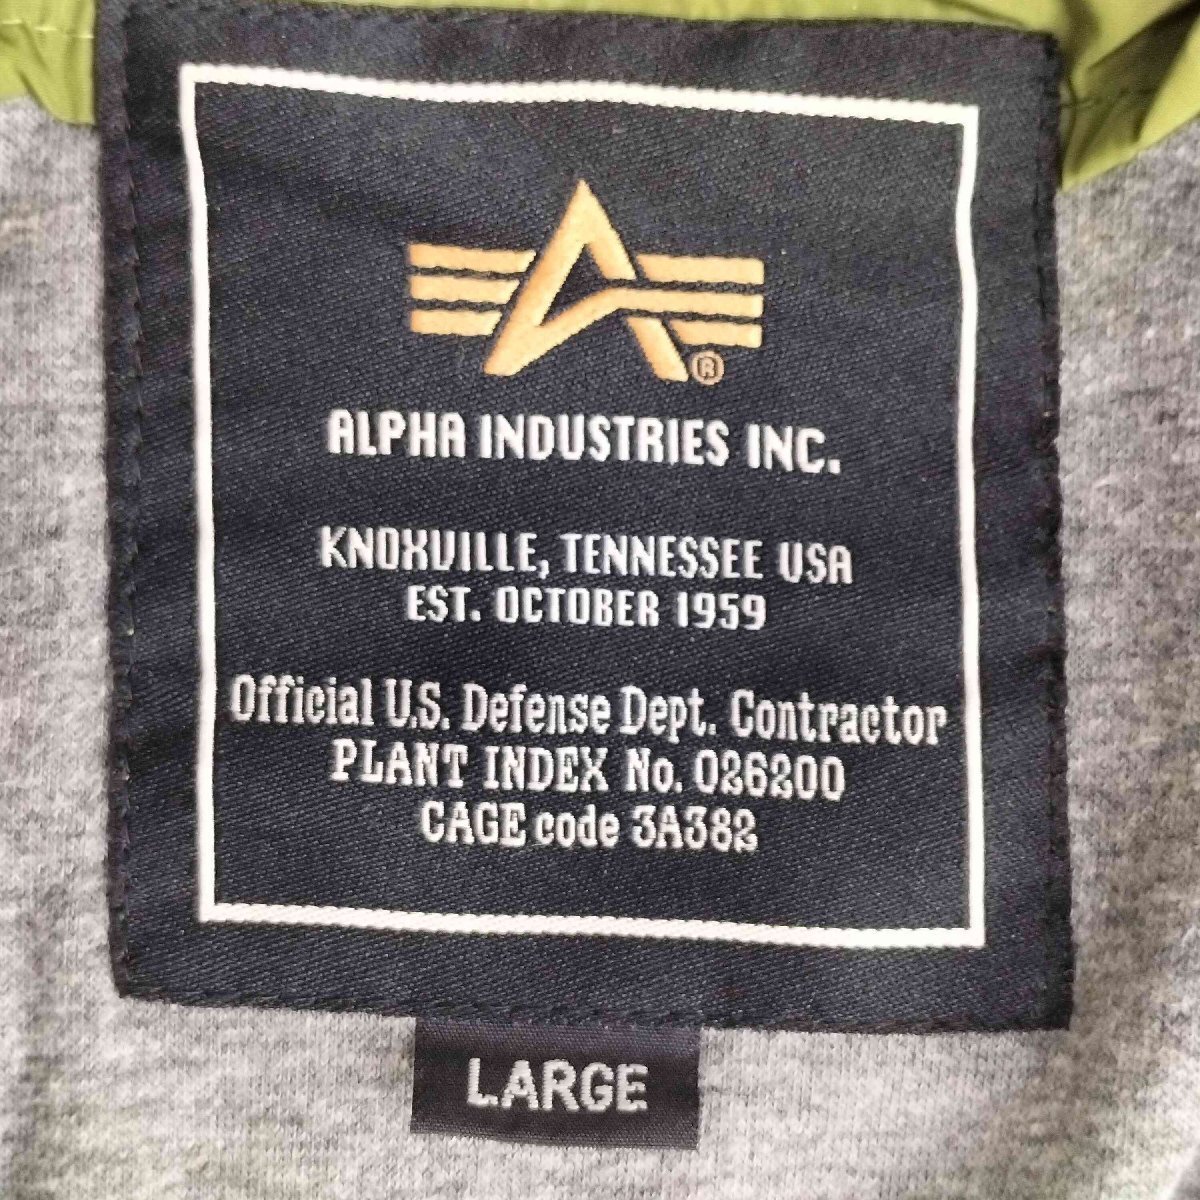 ®
ALPHA INDUSTRIES INC.
KNOXVILLE, TENNESSEE USA
EST. OCTOBER 1959
Official U.S. Defense Dept. Contractor
PLANT INDEX No. 026200
CAGE code 3A382
LARGE